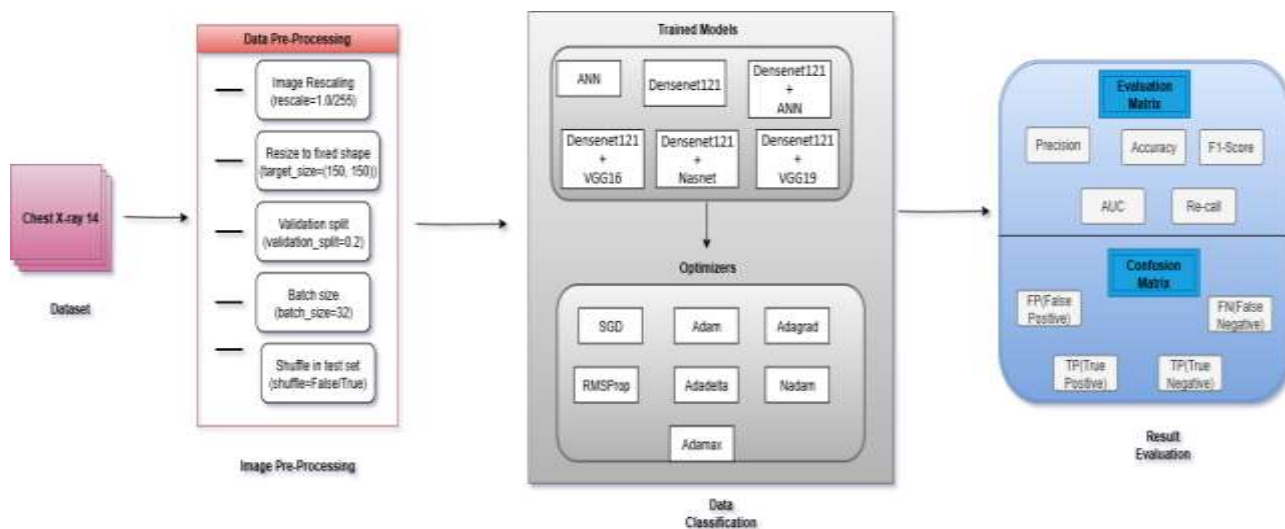 Chest X-ray 14
Dataset
Data Pre-Processing
Image Rescaling
(rescale=1.0/255)
Resize to fixed shape
(target_size=(150, 150))
Validation split
(validation_split=0.2)
Batch size
(batch_size=32)
Shuffle in test set
(shuffle=False/True)
Image Pre-Processing
Trained Models
ANN
Densenet121
Densenet121
+
ANN
Densenet121
+
VGG16
Densenet121
+
Nasnet
Densenet121
+
VGG19
Optimizers
SGD
Adam
Adagrad
RMSProp
Adadelta
Nadam
Adamax
Data
Classification
Evaluation
Matrix
Precision
Accuracy
F1-Score
AUC
Re-call
Confusion
Matrix
FP(False
Positive)
FN(False
Negative)
TP(True
Positive)
TP(True
Negative)
Result
Evaluation